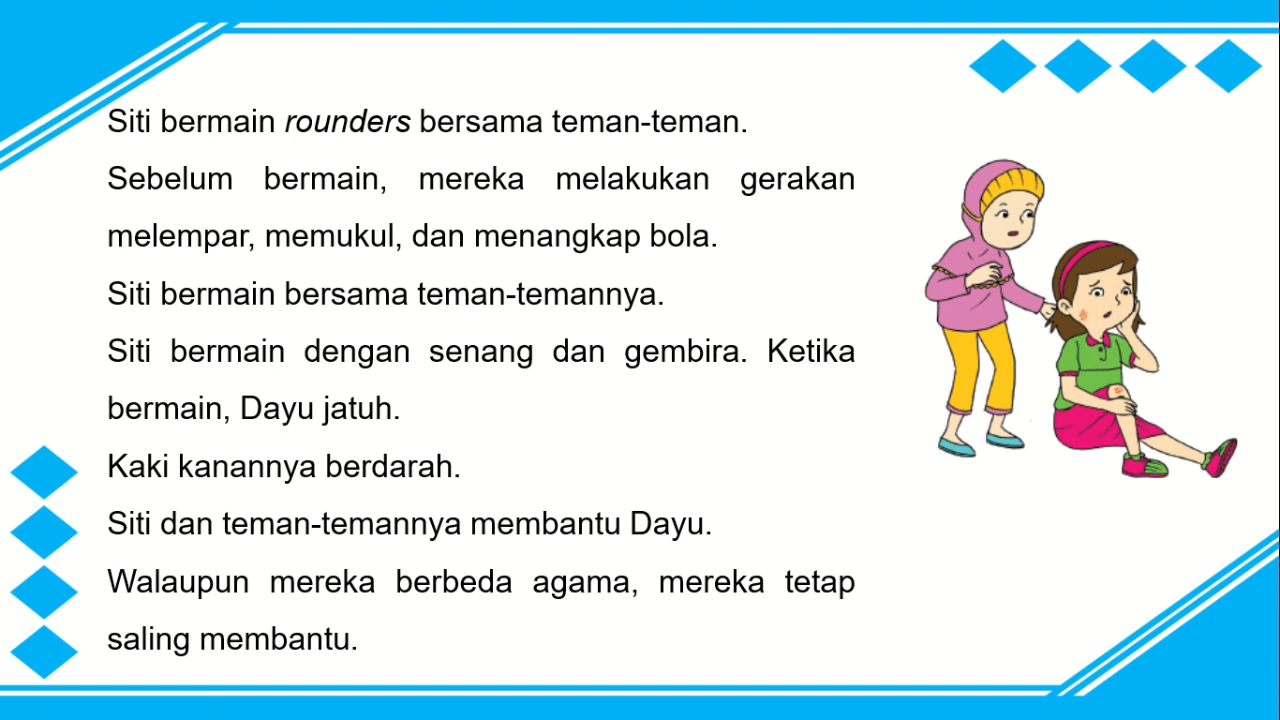 Siti bermain rounders bersama teman-teman.
Sebelum bermain, mereka melakukan gerakan
melempar, memukul, dan menangkap bola.
Siti bermain bersama teman-temannya.
Siti bermain dengan senang dan gembira. Ketika
bermain, Dayu jatuh.
Kaki kanannya berdarah.
Siti dan teman-temannya membantu Dayu.
Walaupun mereka berbeda agama, mereka tetap
saling membantu.